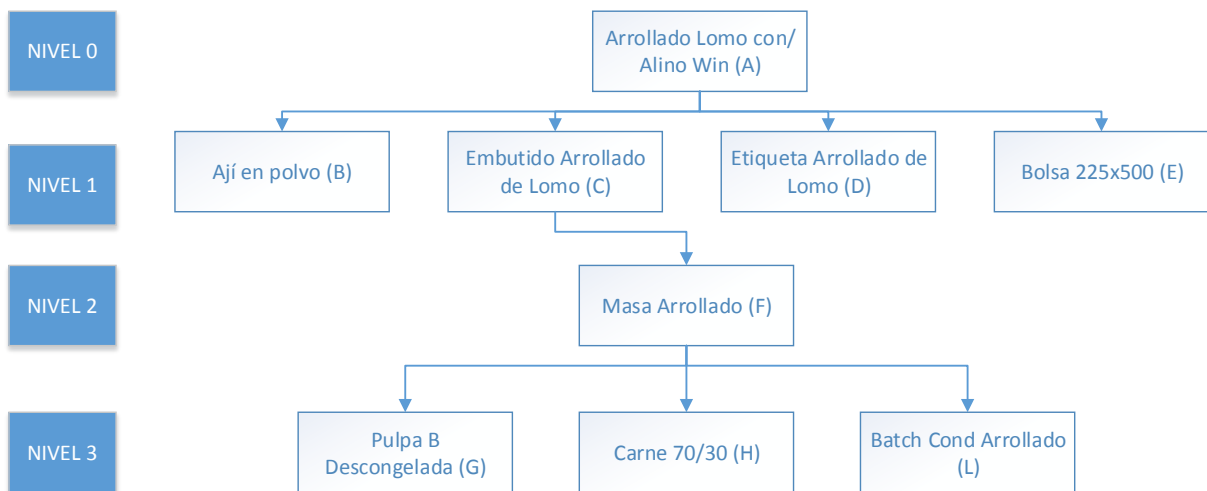 NIVEL 0
Arrollado Lomo con/
Alino Win (A)
NIVEL 1
Ají en polvo (B)
Embutido Arrollado
de Lomo (C)
Etiqueta Arrollado de
Lomo (D)
Bolsa 225x500 (E)
NIVEL 2
Masa Arrollado (F)
NIVEL 3
Pulpa B
Descongelada (G)
Carne 70/30 (H)
Batch Cond Arrollado
(L)